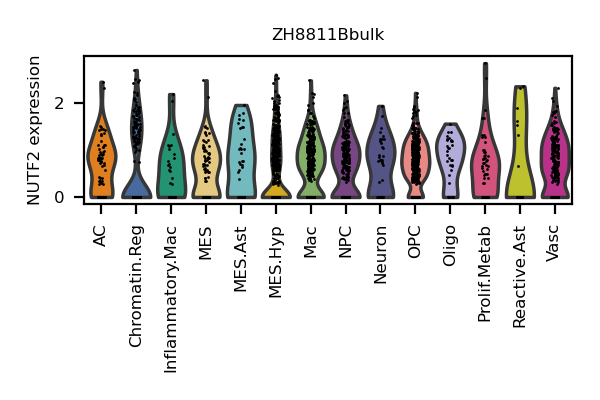 ZH8811Bbulk
NUTF2 expression
2
0
AC
Chromatin.Reg
Inflammatory.Mac
MES
MES.Ast
MES.Hyp
Mac
NPC
Neuron
OPC
Oligo
Prolif.Metab
Reactive.Ast
Vasc